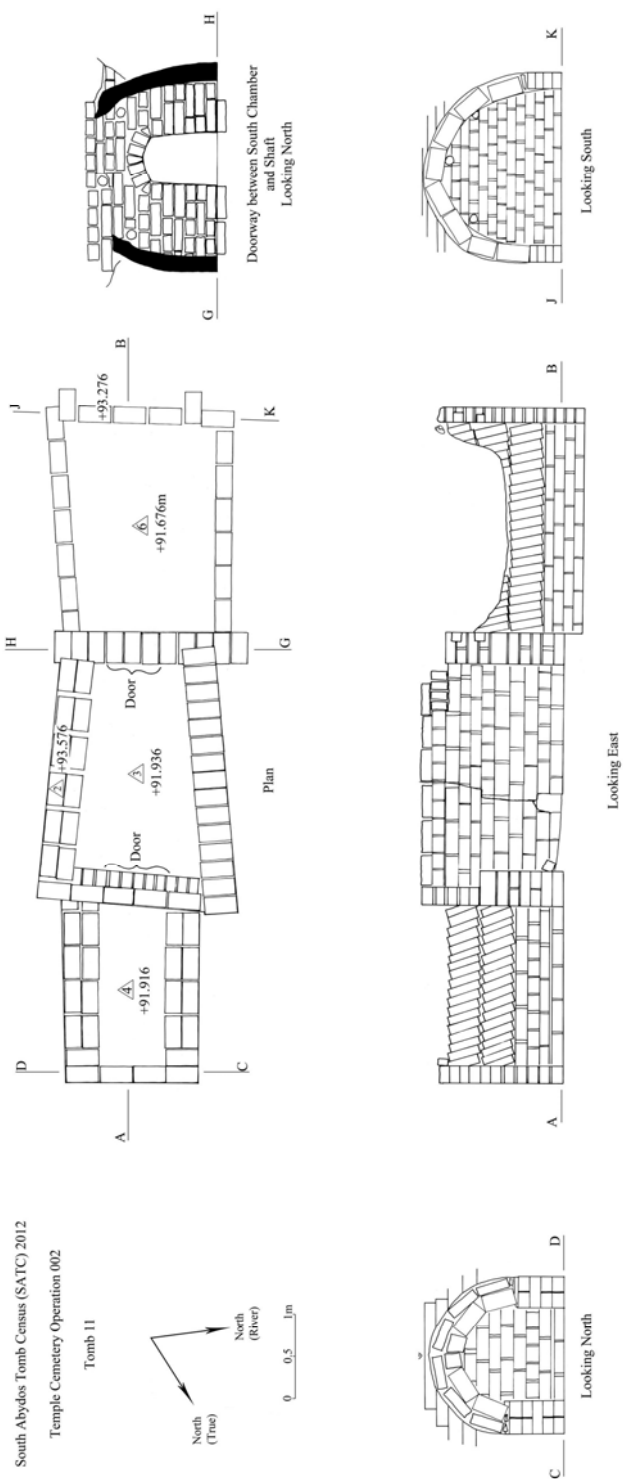 South Abydos Tomb Census (SATC) 2012
Temple Cemetery Operation 002
Tomb 11
North
(True)
North
(River)
0
0,5
1m
C
D
Looking North
A
B
C
D
4
+91.916
Door
2
+93.576
3
+91.936
Door
G
H
6
+91.676m
+93.276
J
K
Plan
A
B
Looking East
G
H
Doorway between South Chamber
and Shaft
Looking North
J
K
Looking South